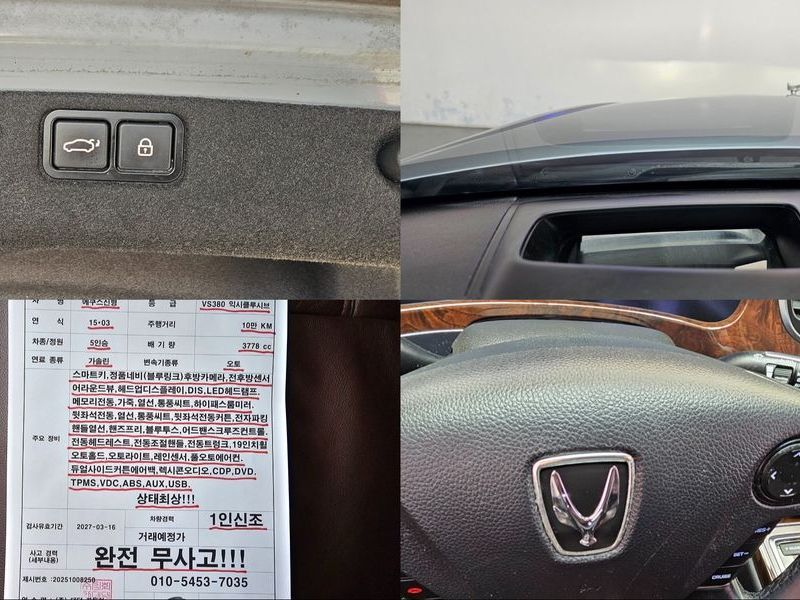 차 명 에쿠스신형 등 급 VS380 익시클루시브
연 식 15·03 주행거리 10만 KM
차종/정원 5인승 배 기 량 3778 cc
연료 종류 가솔린 변속기종류 오토
주요 장비
스마트키,정품네비(블루링크)후방카메라,전후방센서
어라운드뷰,헤드업디스플레이,DIS,LED헤드램프.
메모리전동,가죽,열선,통풍씨트,하이패스룸미러.
뒷좌석전동,열선,통풍씨트,뒷좌석전동커튼,전자파킹
핸들열선,핸즈프리,블루투스,어드밴스크루즈컨트롤.
전동헤드레스트,전동조절핸들,전동트렁크,19인치휠
오토홀드,오토라이트,레인센서,풀오토에어컨.
듀얼사이드커튼에어백,렉시콘오디오,CDP,DVD.
TPMS,VDC,ABS,AUX,USB.
상태최상!!!
검사유효기간 2027-03-16 차량경력 1인신조
거래예정가
사고 경력
(세부내용)
완전 무사고!!!
제시번호 :20251008250 010-5453-7035
RES+
SET-
CRUISE